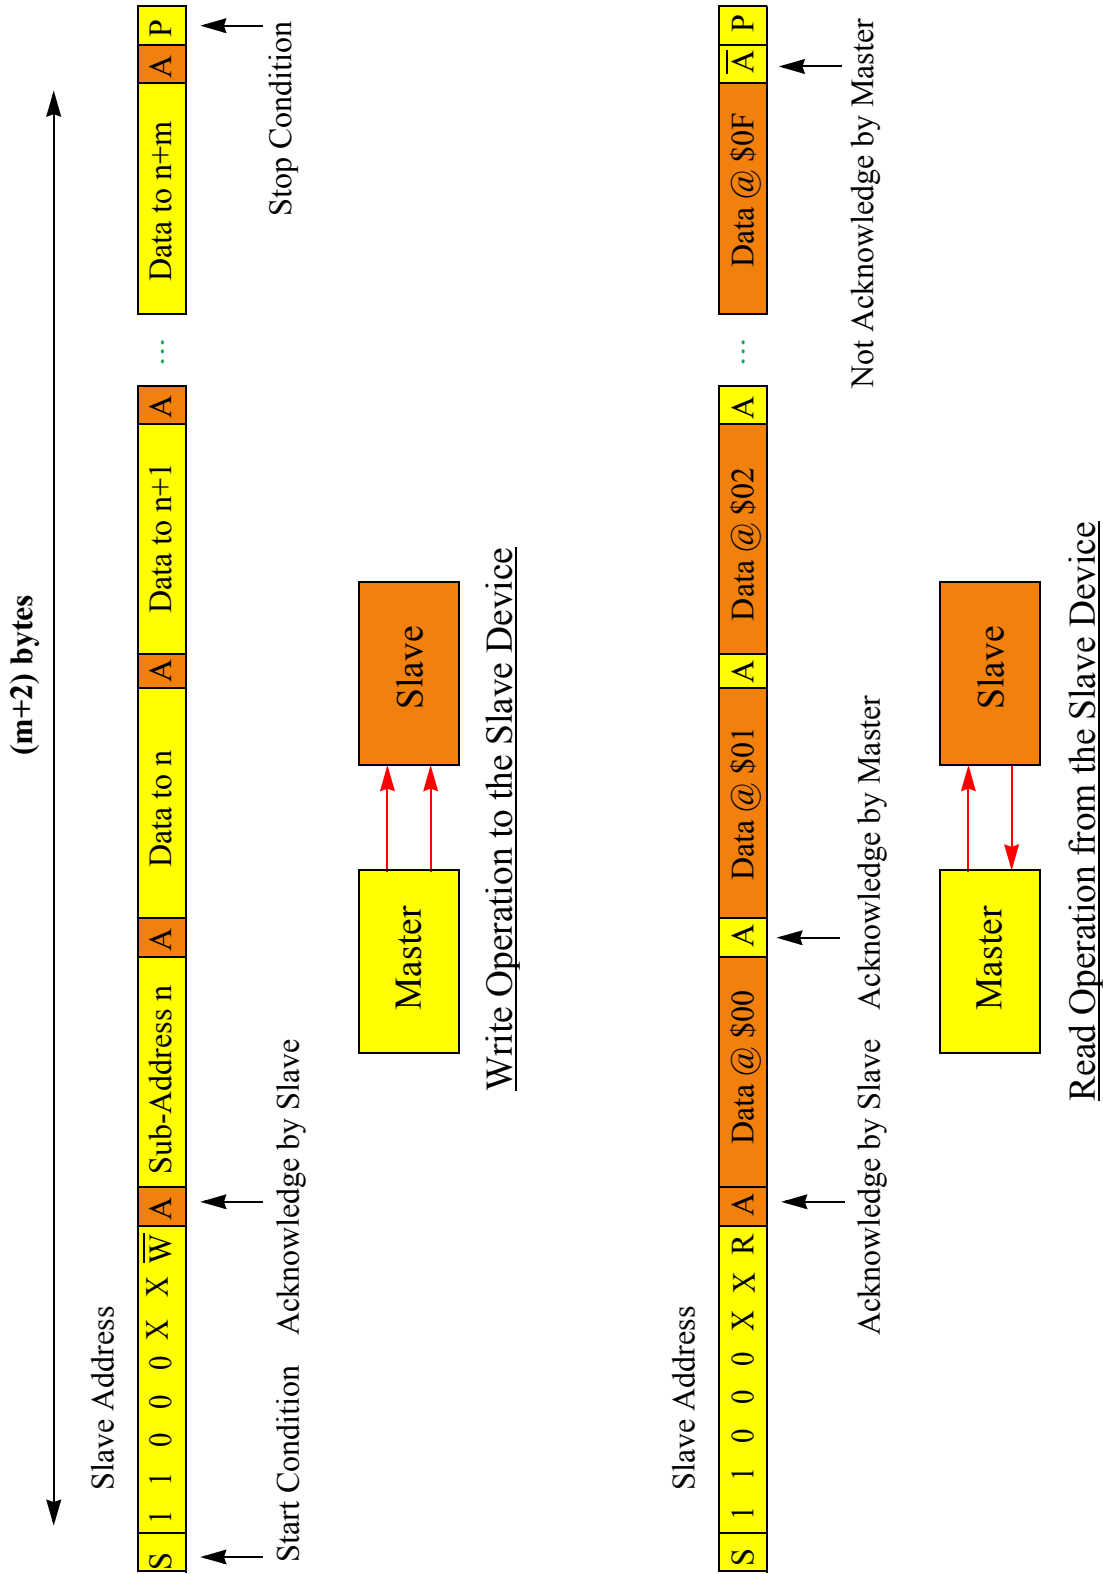 (m+2) bytes
Slave Address
S 1 1 0 0 0 X X W̅ A Sub-Address n A Data to n A Data to n+1 A ... Data to n+m A P
Start Condition Acknowledge by Slave Stop Condition
Master Slave
Write Operation to the Slave Device
Slave Address
S 1 1 0 0 0 X X R A Data @ $00 A Data @ $01 A Data @ $02 A ... Data @ $0F A̅ P
Acknowledge by Slave Acknowledge by Master Not Acknowledge by Master
Master Slave
Read Operation from the Slave Device